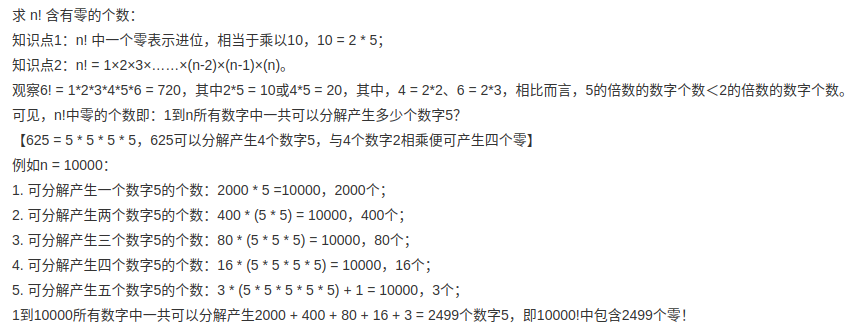 求 n! 含有零的个数：
知识点1：n! 中一个零表示进位，相当于乘以10，10 = 2 * 5；
知识点2：n! = 1×2×3×……×(n-2)×(n-1)×(n)。
观察6! = 1*2*3*4*5*6 = 720，其中2*5 = 10或4*5 = 20，其中，4 = 2*2、6 = 2*3，相比而言，5的倍数的数字个数＜2的倍数的数字个数。
可见，n!中零的个数即：1到n所有数字中一共可以分解产生多少个数字5？
【625 = 5 * 5 * 5 * 5，625可以分解产生4个数字5，与4个数字2相乘便可产生四个零】
例如n = 10000：
1. 可分解产生一个数字5的个数：2000 * 5 =10000，2000个；
2. 可分解产生两个数字5的个数：400 * (5 * 5) = 10000，400个；
3. 可分解产生三个数字5的个数：80 * (5 * 5 * 5) = 10000，80个；
4. 可分解产生四个数字5的个数：16 * (5 * 5 * 5 * 5) = 10000，16个；
5. 可分解产生五个数字5的个数：3 * (5 * 5 * 5 * 5 * 5) + 1 = 10000，3个；
1到10000所有数字中一共可以分解产生2000 + 400 + 80 + 16 + 3 = 2499个数字5，即10000!中包含2499个零！